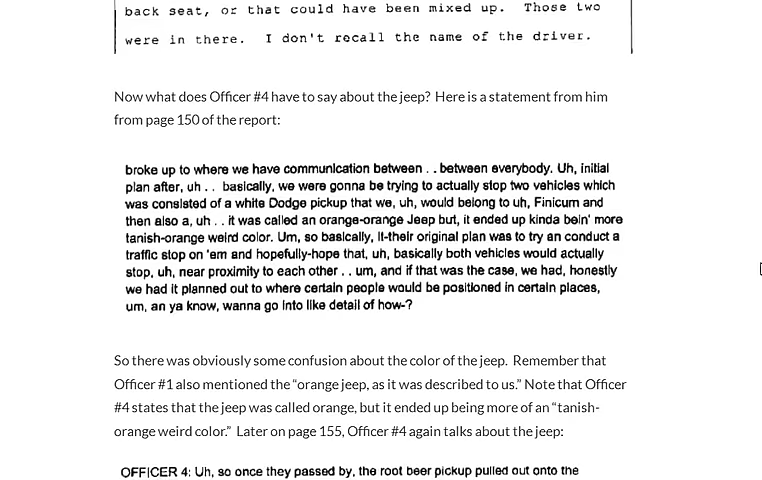 back seat, or that could have been mixed up. Those two
were in there. I don't recall the name of the driver.
Now what does Officer #4 have to say about the jeep? Here is a statement from him
from page 150 of the report:
broke up to where we have communication between . . between everybody. Uh, initial
plan after, uh . . basically, we were gonna be trying to actually stop two vehicles which
was consisted of a white Dodge pickup that we, uh, would belong to uh, Finicum and
then also a, uh . . it was called an orange-orange Jeep but, it ended up kinda bein' more
tanish-orange weird color. Um, so basically, it-their original plan was to try an conduct a
traffic stop on 'em and hopefully-hope that, uh, basically both vehicles would actually
stop, uh, near proximity to each other . . um, and if that was the case, we had, honestly
we had it planned out to where certain people would be positioned in certain places,
um, an ya know, wanna go into like detail of how-?
So there was obviously some confusion about the color of the jeep. Remember that
Officer #1 also mentioned the “orange jeep, as it was described to us.” Note that Officer
#4 states that the jeep was called orange, but it ended up being more of an “tanish-
orange weird color.” Later on page 155, Officer #4 again talks about the jeep:
OFFICER 4: Uh, so once they passed by, the root beer pickup pulled out onto the